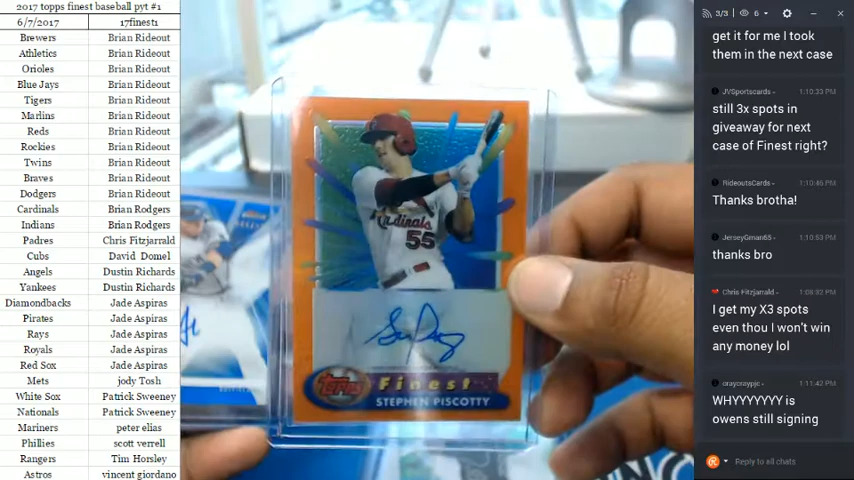 2017 topps finest baseball pyt #1
6/7/2017 17finest1
Brewers Brian Rideout
Athletics Brian Rideout
Orioles Brian Rideout
Blue Jays Brian Rideout
Tigers Brian Rideout
Marlins Brian Rideout
Reds Brian Rideout
Rockies Brian Rideout
Twins Brian Rideout
Braves Brian Rideout
Dodgers Brian Rideout
Cardinals Brian Rodgers
Indians Brian Rodgers
Padres Chris Fitzjarrald
Cubs David Domel
Angels Dustin Richards
Yankees Dustin Richards
Diamondbacks Jade Aspiras
Pirates Jade Aspiras
Rays Jade Aspiras
Royals Jade Aspiras
Red Sox Jade Aspiras
Mets jody Tosh
White Sox Patrick Sweeney
Nationals Patrick Sweeney
Mariners peter elias
Phillies scott verrell
Rangers Tim Horsley
Astros vincent giordano
Cardinals
55
Topps Finest
STEPHEN PISCOTTY
3/3 6
get it for me I took
them in the next case
JVSportscards 1:10:33 PM
still 3x spots in
giveaway for next
case of Finest right?
RideoutsCards 1:10:46 PM
Thanks brotha!
JerseyGman65 1:10:53 PM
thanks bro
Chris Fitzjarrald 1:08:32 PM
I get my X3 spots
even thou I won't win
any money lol
craycraypjc 1:11:42 PM
WHYYYYYYY is
owens still signing
Reply to all chats